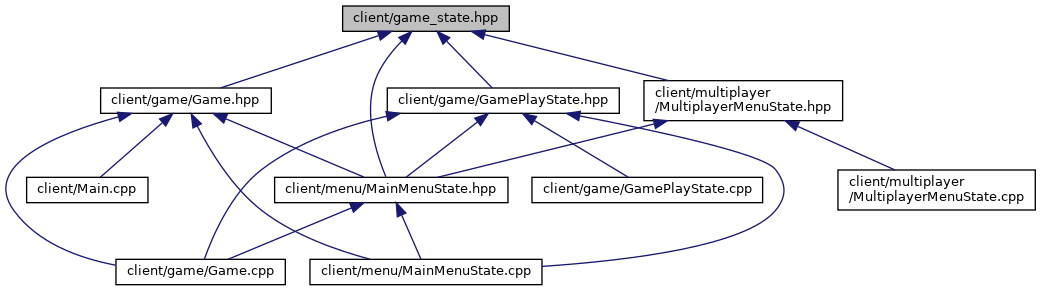 client/game_state.hpp
client/game/Game.hpp
client/game/GamePlayState.hpp
client/multiplayer
/MultiplayerMenuState.hpp
client/Main.cpp
client/menu/MainMenuState.hpp
client/game/GamePlayState.cpp
client/multiplayer
/MultiplayerMenuState.cpp
client/game/Game.cpp
client/menu/MainMenuState.cpp